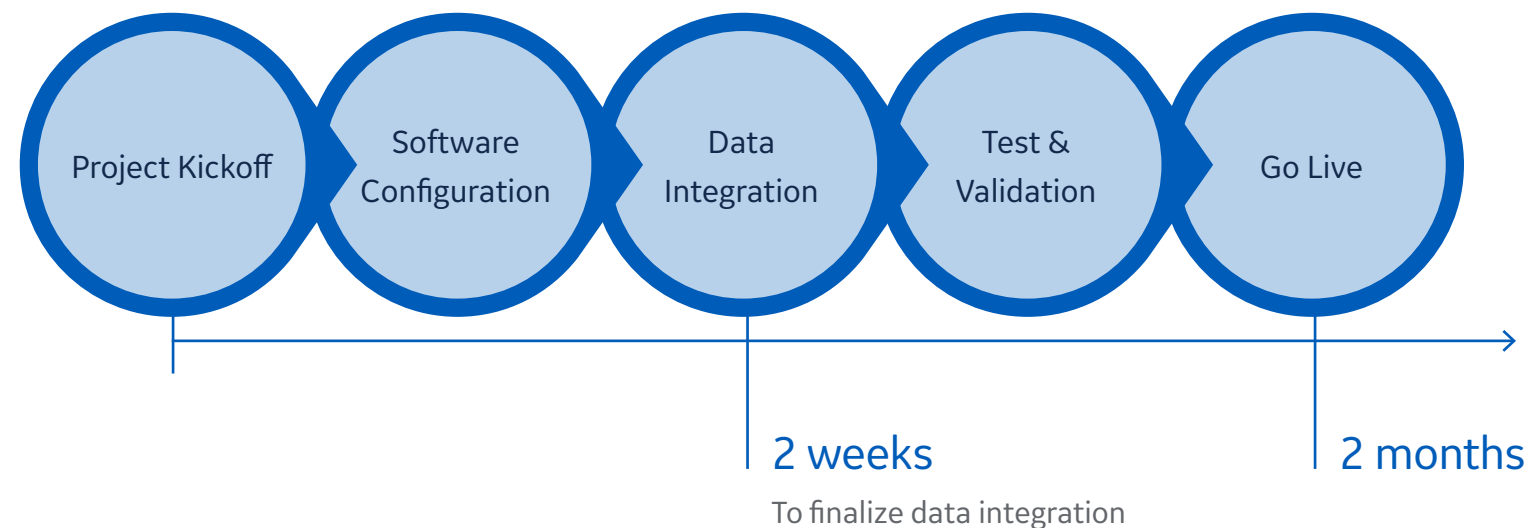 Project Kickoff
Software
Configuration
Data
Integration
Test &
Validation
Go Live
2 weeks
To finalize data integration
2 months